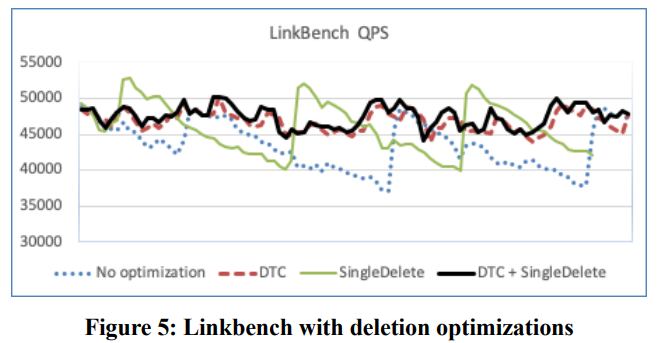 LinkBench QPS
55000
50000
45000
40000
35000
30000
No optimization DTC SingleDelete DTC + SingleDelete
Figure 5: Linkbench with deletion optimizations